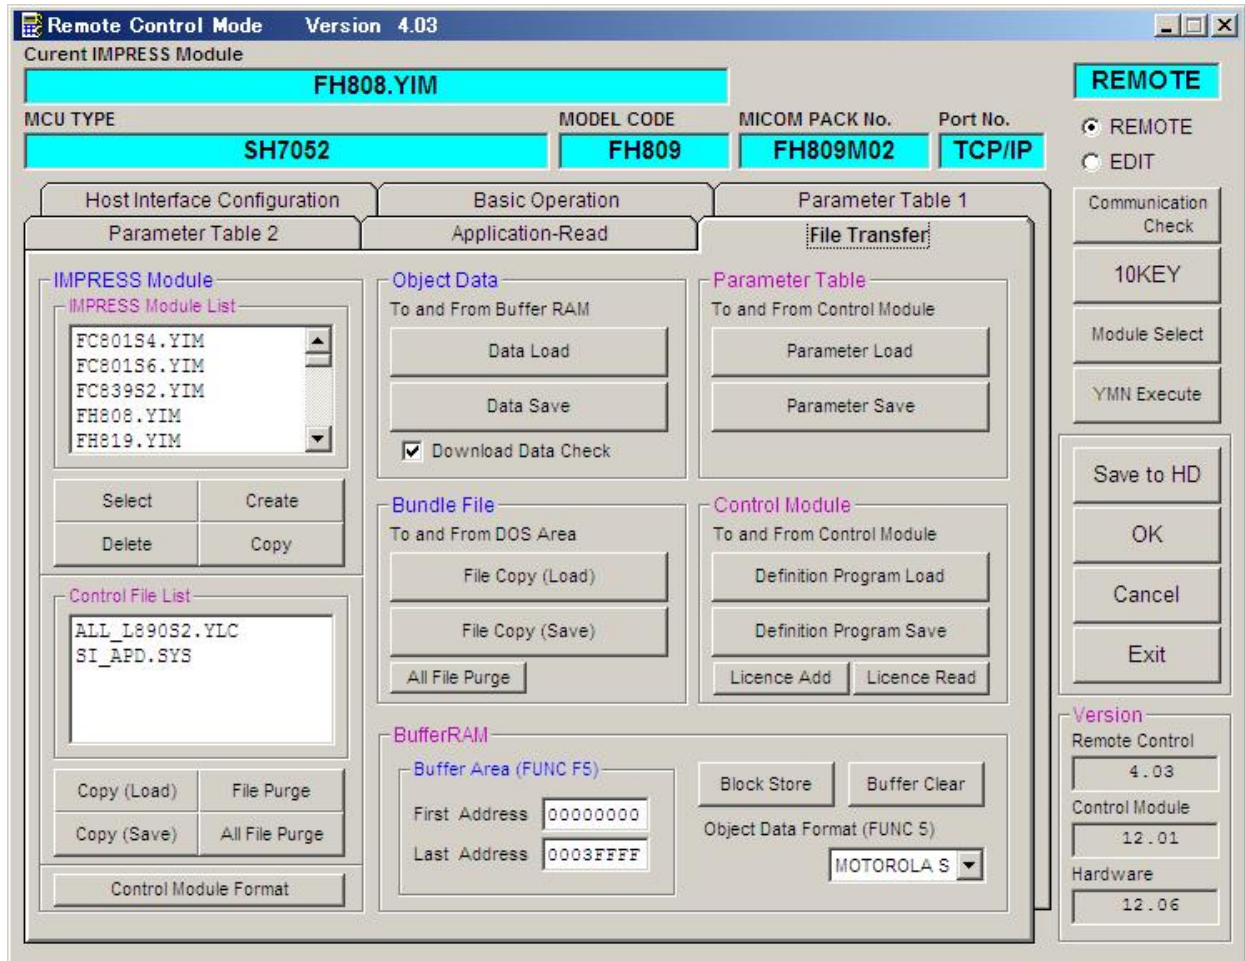 Remote Control Mode Version 4.03
Curent IMPRESS Module
FH808.YIM
REMOTE
MCU TYPE MODEL CODE MICOM PACK No. Port No.
SH7052 FH809 FH809M02 TCP/IP
REMOTE
EDIT
Host Interface Configuration Basic Operation Parameter Table 1
Parameter Table 2 Application-Read File Transfer
IMPRESS Module
IMPRESS Module List
FC801S4.YIM
FC801S6.YIM
FC839S2.YIM
FH808.YIM
FH819.YIM
Select Create
Delete Copy
Control File List
ALL_L890S2.YLC
SI_APD.SYS
Copy (Load) File Purge
Copy (Save) All File Purge
Control Module Format
Object Data
To and From Buffer RAM
Data Load
Data Save
Download Data Check
Parameter Table
To and From Control Module
Parameter Load
Parameter Save
Bundle File
To and From DOS Area
File Copy (Load)
File Copy (Save)
All File Purge
Control Module
To and From Control Module
Definition Program Load
Definition Program Save
Licence Add Licence Read
BufferRAM
Buffer Area (FUNC F5)
First Address 00000000
Last Address 0003FFFF
Block Store Buffer Clear
Object Data Format (FUNC 5)
MOTOROLA S
Communication
Check
10KEY
Module Select
YMN Execute
Save to HD
OK
Cancel
Exit
Version
Remote Control
4.03
Control Module
12.01
Hardware
12.06